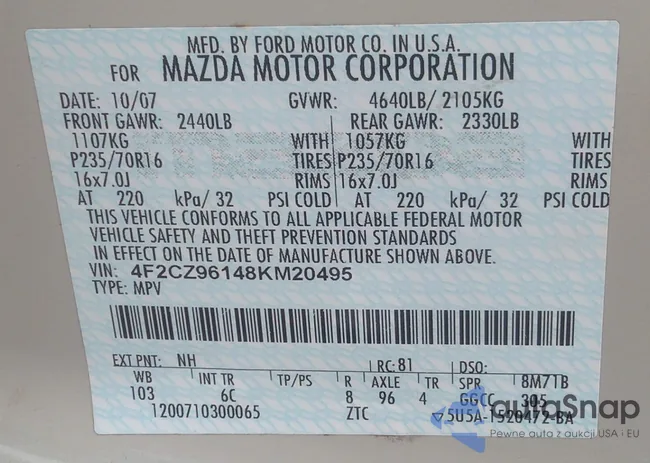 MFD. BY FORD MOTOR CO. IN U.S.A.
FOR MAZDA MOTOR CORPORATION
DATE: 10/07 GVWR: 4640LB/ 2105KG
FRONT GAWR: 2440LB REAR GAWR: 2330LB
1107KG WITH 1057KG WITH
P235/70R16 TIRES P235/70R16 TIRES
16x7.0J RIMS 16x7.0J RIMS
AT 220 kPa/ 32 PSI COLD AT 220 kPa/ 32 PSI COLD
THIS VEHICLE CONFORMS TO ALL APPLICABLE FEDERAL MOTOR
VEHICLE SAFETY AND THEFT PREVENTION STANDARDS
IN EFFECT ON THE DATE OF MANUFACTURE SHOWN ABOVE.
VIN: 4F2CZ96148KM20495
TYPE: MPV
EXT PNT: NH RC: 81 DSO:
WB INT TR TP/PS R AXLE TR SPR 8M71B
103 6C 8 96 4 GGC 305
1200710300065 ZTC 5U5A-1520472-BA
autaSnap
Pewne auta z aukcji USA i EU